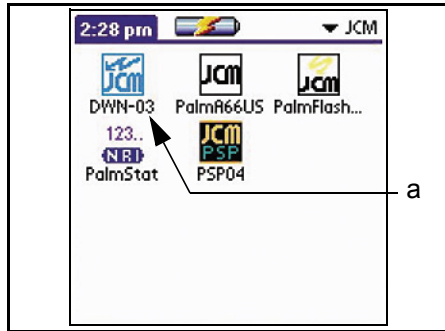 2:28 pm JCM
JCM JCM JCM
DWN-03 PalmA66US PalmFlash...
123.. JCM
NRI PSP
PalmStat PSP04
a